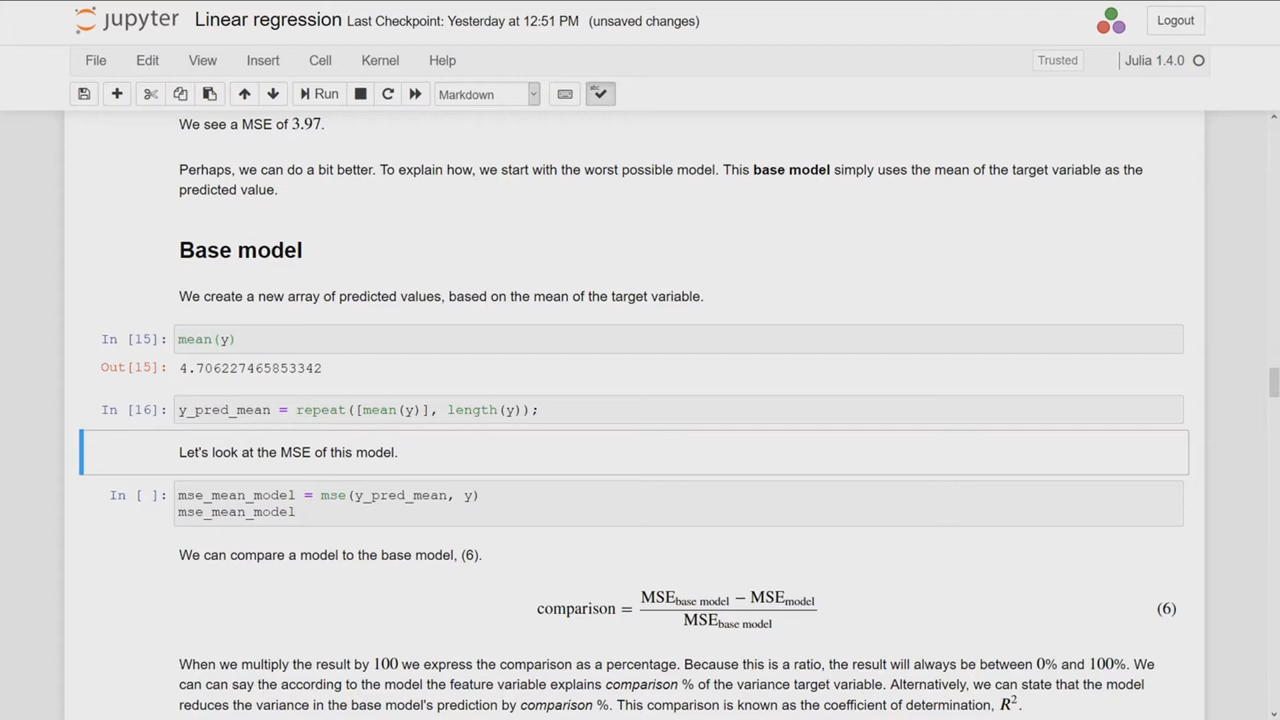 jupyter Linear regression Last Checkpoint: Yesterday at 12:51 PM (unsaved changes) Logout
File Edit View Insert Cell Kernel Help Trusted Julia 1.4.0
Run Markdown abc
We see a MSE of 3.97.
Perhaps, we can do a bit better. To explain how, we start with the worst possible model. This base model simply uses the mean of the target variable as the
predicted value.
Base model
We create a new array of predicted values, based on the mean of the target variable.
In [15]: mean(y)
Out[15]: 4.706227465853342
In [16]: y_pred_mean = repeat([mean(y)], length(y));
Let's look at the MSE of this model.
In [ ]: mse_mean_model = mse(y_pred_mean, y)
mse_mean_model
We can compare a model to the base model, (6).
comparison = (MSE_base model − MSE_model) / MSE_base model (6)
When we multiply the result by 100 we express the comparison as a percentage. Because this is a ratio, the result will always be between 0% and 100%. We
can can say the according to the model the feature variable explains comparison % of the variance target variable. Alternatively, we can state that the model
reduces the variance in the base model's prediction by comparison %. This comparison is known as the coefficient of determination, R².